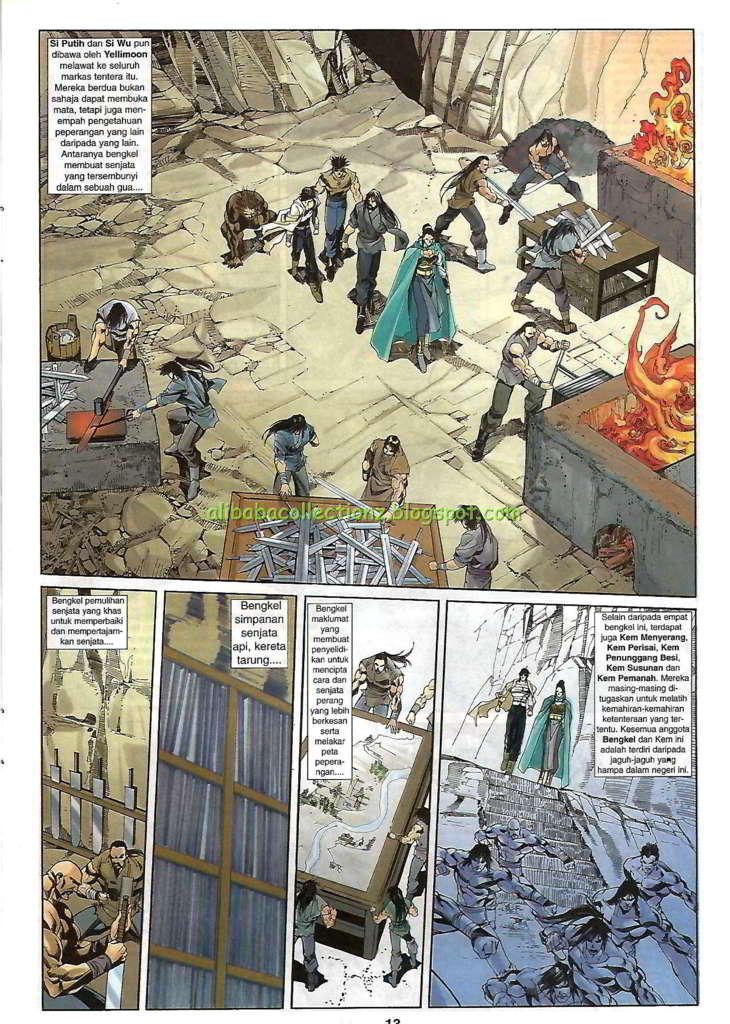 Si Putih dan Si Wu pun
dibawa oleh Yellimoon
melawat ke seluruh
markas tentera itu.
Mereka berdua bukan
sahaja dapat membuka
mata, tetapi juga men-
empah pengetahuan
peperangan yang lain
daripada yang lain.
Antaranya bengkel
membuat senjata
yang tersembunyi
dalam sebuah gua....
alibabacollectionz.blogspot.com
Bengkel pemulihan
senjata yang khas
untuk memperbaiki
dan mempertajam-
kan senjata....
Bengkel
simpanan
senjata
api, kereta
tarung....
Bengkel
maklumat
yang
membuat
penyelidi-
kan untuk
mencipta
cara dan
senjata
perang
yang lebih
berkesan
serta
melakar
peta
pepera-
ngan....
Selain daripada empat
bengkel ini, terdapat
juga Kem Menyerang,
Kem Perisai, Kem
Penunggang Besi,
Kem Susunan dan
Kem Pemanah. Mereka
masing-masing di-
tugaskan untuk melatih
kemahiran-kemahiran
ketenteraan yang ter-
tentu. Kesemua anggota
Bengkel dan Kem ini
adalah terdiri daripada
jaguh-jaguh yang
hampa dalam negeri ini.
13